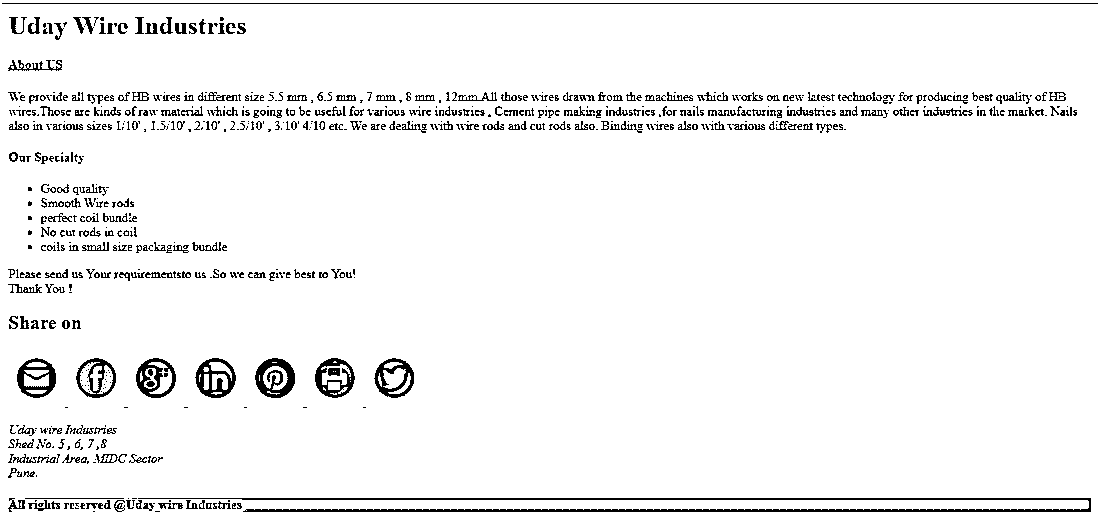 Uday Wire Industries
About US
We provide all types of HB wires in different size 5.5 mm , 6.5 mm , 7 mm , 8 mm , 12mm.All those wires drawn from the machines which works on new latest technology for producing best quality of HB
wires.Those are kinds of raw material which is going to be useful for various wire industries , Cement pipe making industries ,for nails manufacturing industries and many other industries in the market. Nails
also in various sizes 1/10' , 1.5/10' , 2/10' , 2.5/10' , 3/10' 4/10 etc. We are dealing with wire rods and cut rods also. Binding wires also with various different types.
Our Specialty
• Good quality
• Smooth Wire rods
• perfect coil bundle
• No cut rods in coil
• coils in small size packaging bundle
Please send us Your requirementsto us .So we can give best to You!
Thank You !
Share on
Uday wire Industries
Shed No. 5 , 6, 7 ,8
Industrial Area, MIDC Sector
Pune.
All rights reserved @Uday wire Industries